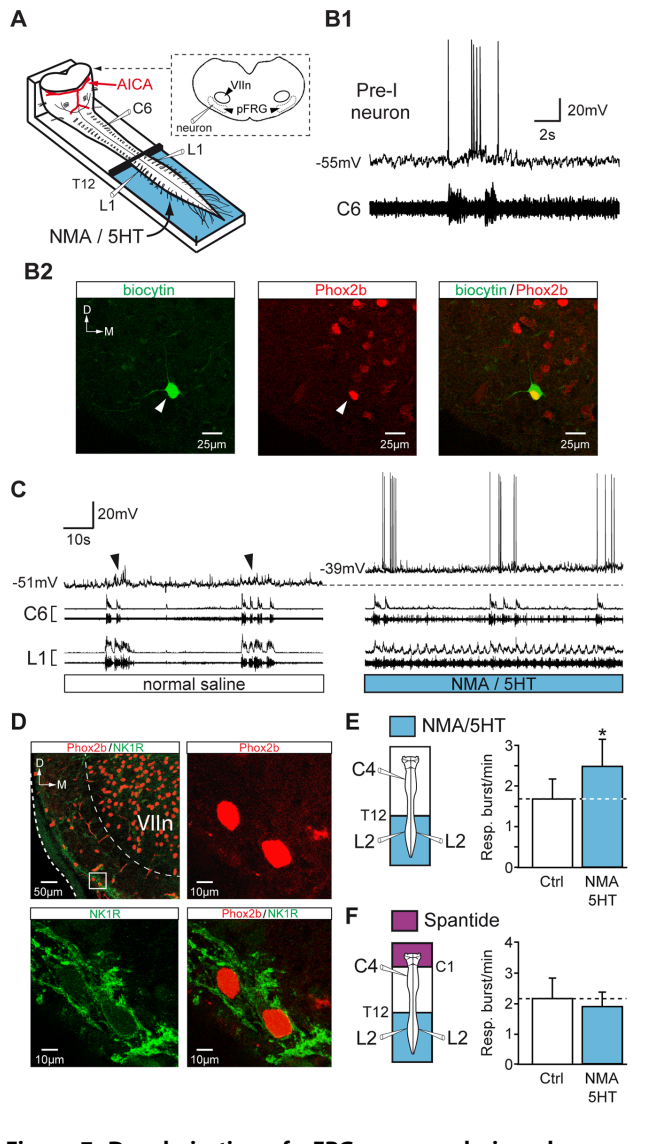 A
AICA
C6
L1
T12
L1
NMA / 5HT
VIIn
pFRG
neuron
B1
Pre-I
neuron
20mV
2s
-55mV
C6
B2
biocytin
Phox2b
biocytin/Phox2b
D
M
25µm
25µm
25µm
C
20mV
10s
-51mV
-39mV
C6
L1
normal saline
NMA / 5HT
D
Phox2b/NK1R
Phox2b
D
M
VIIn
50µm
10µm
NK1R
Phox2b/NK1R
10µm
10µm
E
NMA/5HT
C4
T12
L2
L2
Resp. burst/min
3
2
1
0
*
Ctrl
NMA
5HT
F
Spantide
C4
C1
T12
L2
L2
Resp. burst/min
4
3
2
1
0
Ctrl
NMA
5HT